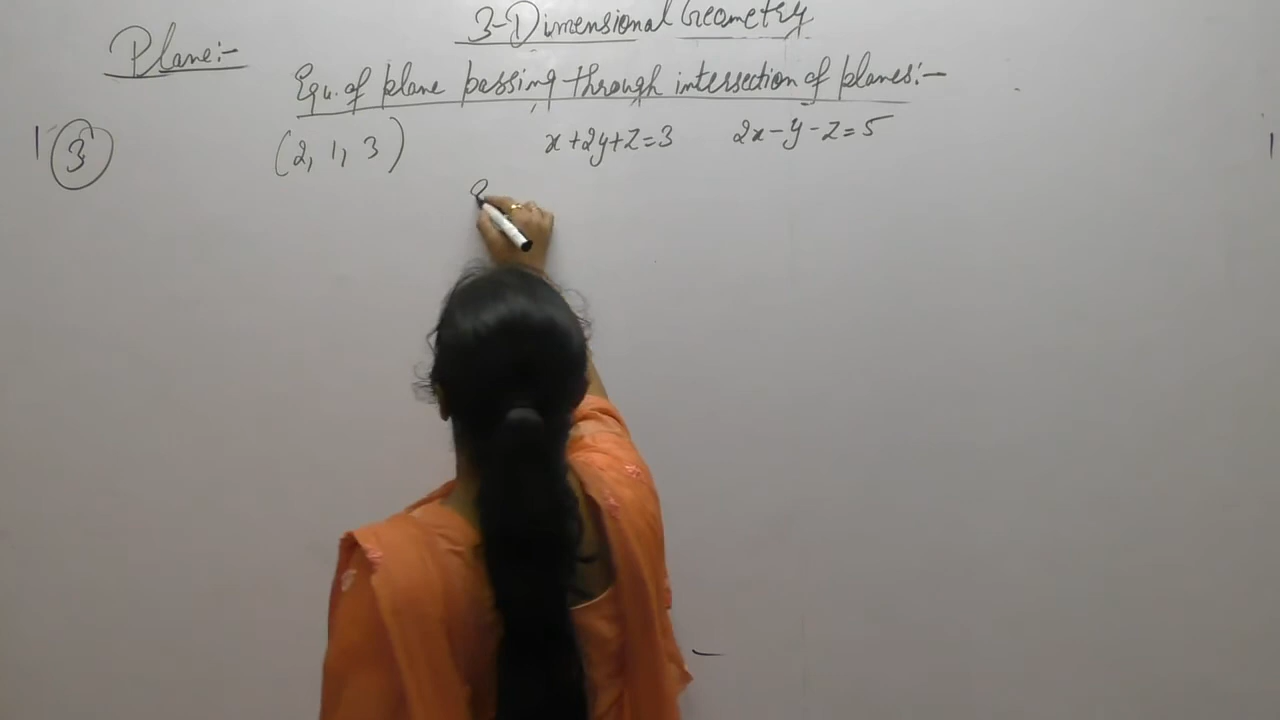 3-Dimensional Geometry
Plane:-
Equ. of plane passing through intersection of planes:-
3 (2, 1, 3) x+2y+z=3 2x-y-z=5